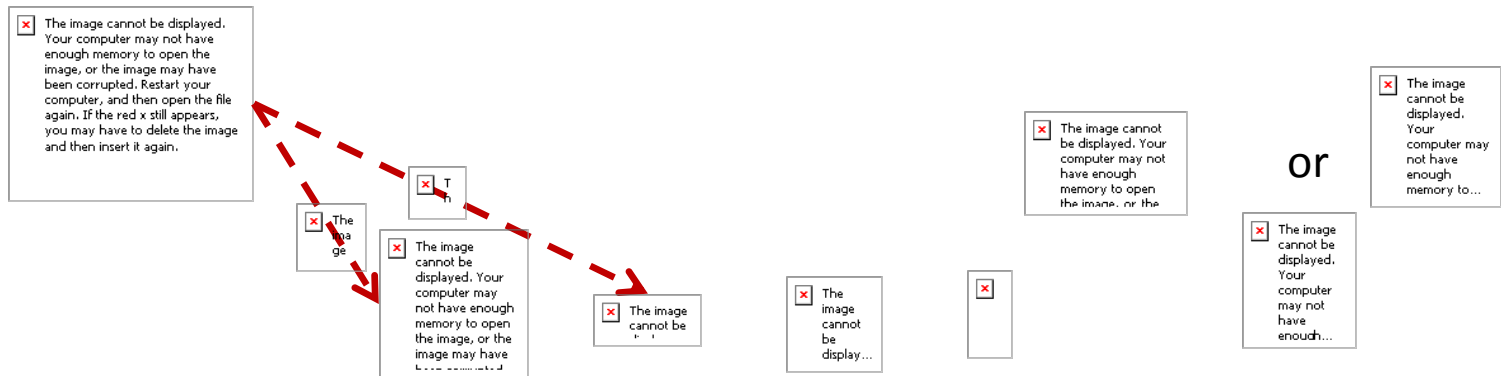 The image cannot be displayed.
Your computer may not have
enough memory to open the
image, or the image may have
been corrupted. Restart your
computer, and then open the file
again. If the red x still appears,
you may have to delete the image
and then insert it again.
T
h
The
ima
ge
The image
cannot be
displayed. Your
computer may
not have enough
memory to open
the image, or the
image may have
been corrupted.
The image
cannot be
The
image
cannot
be
display...
The image cannot
be displayed. Your
computer may not
have enough
memory to open
the image, or the
or
The image
cannot be
displayed.
Your
computer
may not
have
enough...
The image
cannot be
displayed.
Your
computer may
not have
enough
memory to...